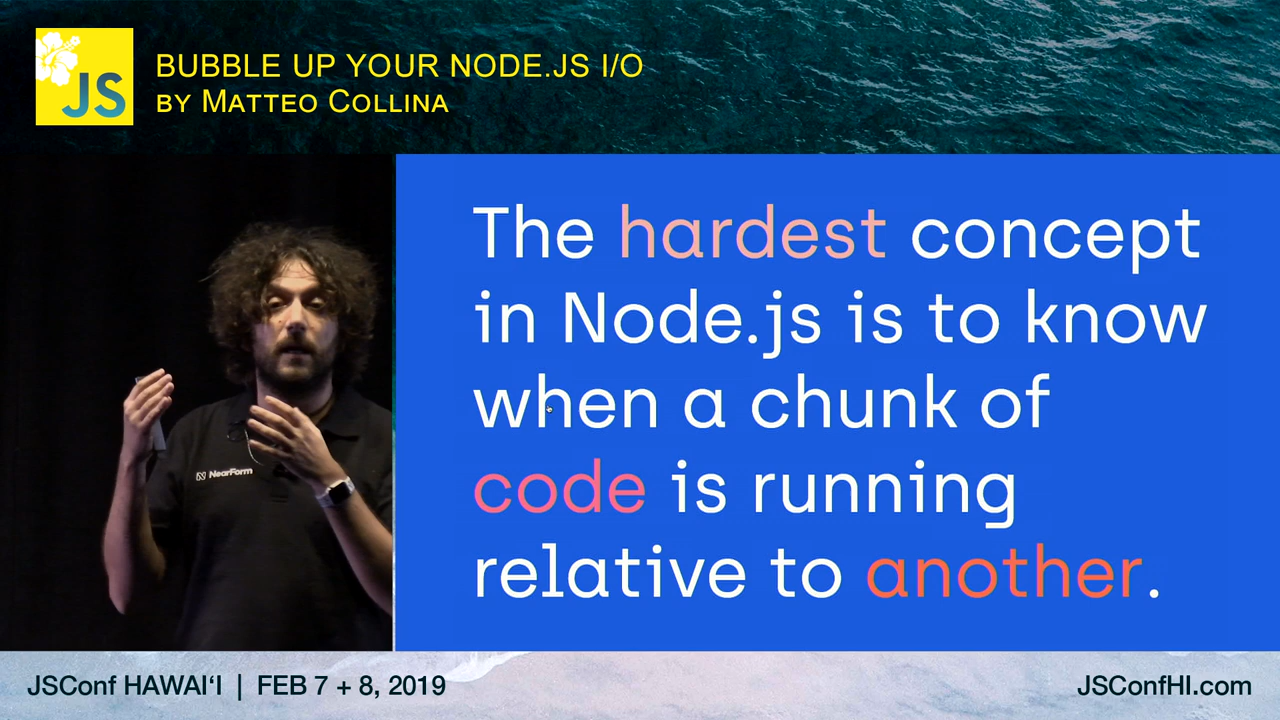 JS
BUBBLE UP YOUR NODE.JS I/O
BY MATTEO COLLINA
NearForm
The hardest concept
in Node.js is to know
when a chunk of
code is running
relative to another.
JSConf HAWAIʻI | FEB 7 + 8, 2019
JSConfHI.com